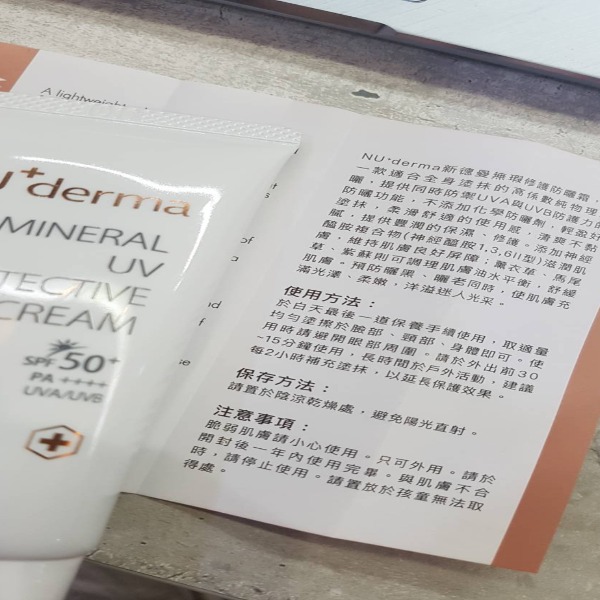 A lightweight
U+derma
MINERAL
UV
TECTIVE
CREAM
SPF 50+
PA ++++
UVA/UVB
of
nd
of
se
NU+derma新德曼無瑕修護防曬霜,
一款適合全身塗抹的高係數純物理
曬,提供同時防禦UVA與UVB防護力的
防曬功能,不添加化學防曬劑,輕盈好
塗抹,柔滑舒適的使用感,清爽不黏
膩,提供豐潤的保濕、修護。添加神經
醯胺複合物(神經醯胺1,3,6II型)滋潤肌
膚,維持肌膚良好屏障;薰衣草、馬尾
草、紫蘇則可調理肌膚油水平衡,舒緩
肌膚。預防曬黑、曬老同時,使肌膚充
滿光澤、柔嫩,洋溢迷人光采。
使用方法:
於白天最後一道保養手續使用,取適量
均勻塗擦於臉部、頸部、身體即可。使
用時請避開眼部周圍。請於外出前30
~15分鐘使用,長時間於戶外活動,建議
每2小時補充塗抹,以延長保護效果。
保存方法:
請置於陰涼乾燥處,避免陽光直射。
注意事項:
脆弱肌膚請小心使用。只可外用。請於
開封後一年內使用完畢。與肌膚不合
時,請停止使用。請置放於孩童無法取
得處。